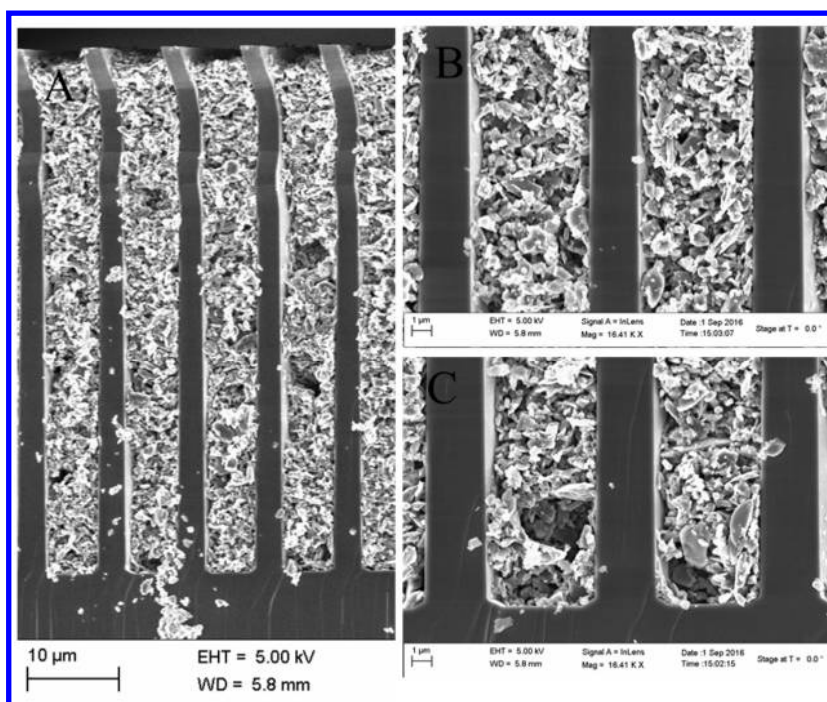 A
10 µm
EHT = 5.00 kV
WD = 5.8 mm
B
1 µm
EHT = 5.00 kV
WD = 5.8 mm
Signal A = InLens
Mag = 16.41 K X
Date :1 Sep 2016
Time :15:03:07
Stage at T = 0.0 °
C
1 µm
EHT = 5.00 kV
WD = 5.8 mm
Signal A = InLens
Mag = 16.41 K X
Date :1 Sep 2016
Time :15:02:15
Stage at T = 0.0 °